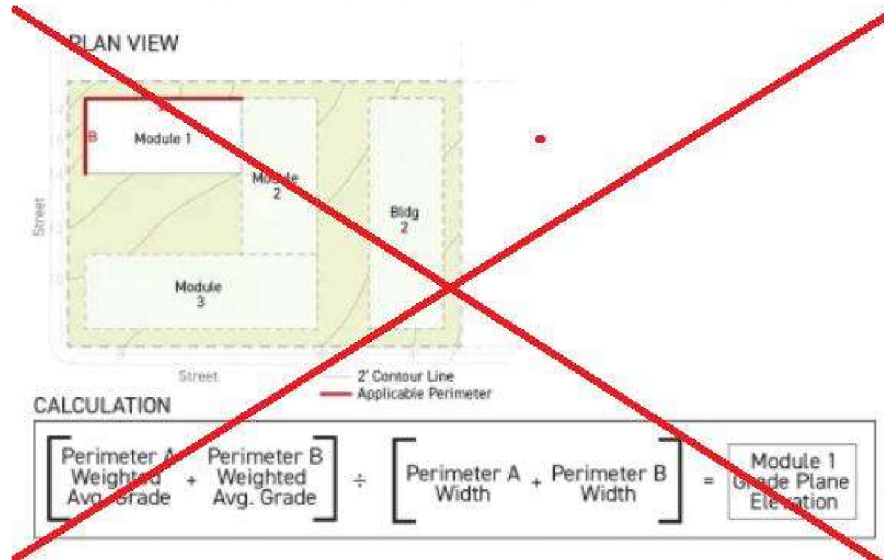 PLAN VIEW
B
Module 1
Module
2
Bldg
2
Module
3
Street
Street
2' Contour Line
Applicable Perimeter
CALCULATION
Perimeter A
Weighted
Avg. Grade
+
Perimeter B
Weighted
Avg. Grade
÷
Perimeter A
Width
+
Perimeter B
Width
=
Module 1
Grade Plane
Elevation